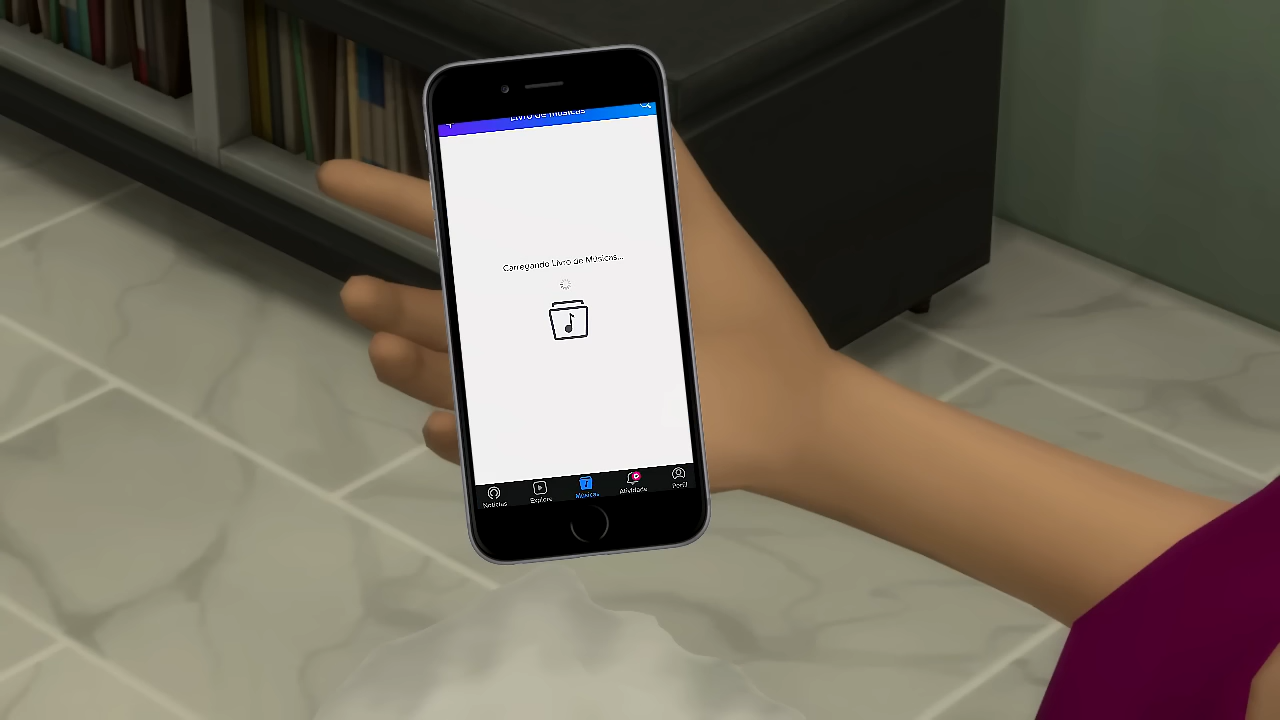 Livro de Músicas
Carregando Livro de Músicas...
Notícias Explore Músicas Atividade Perfil